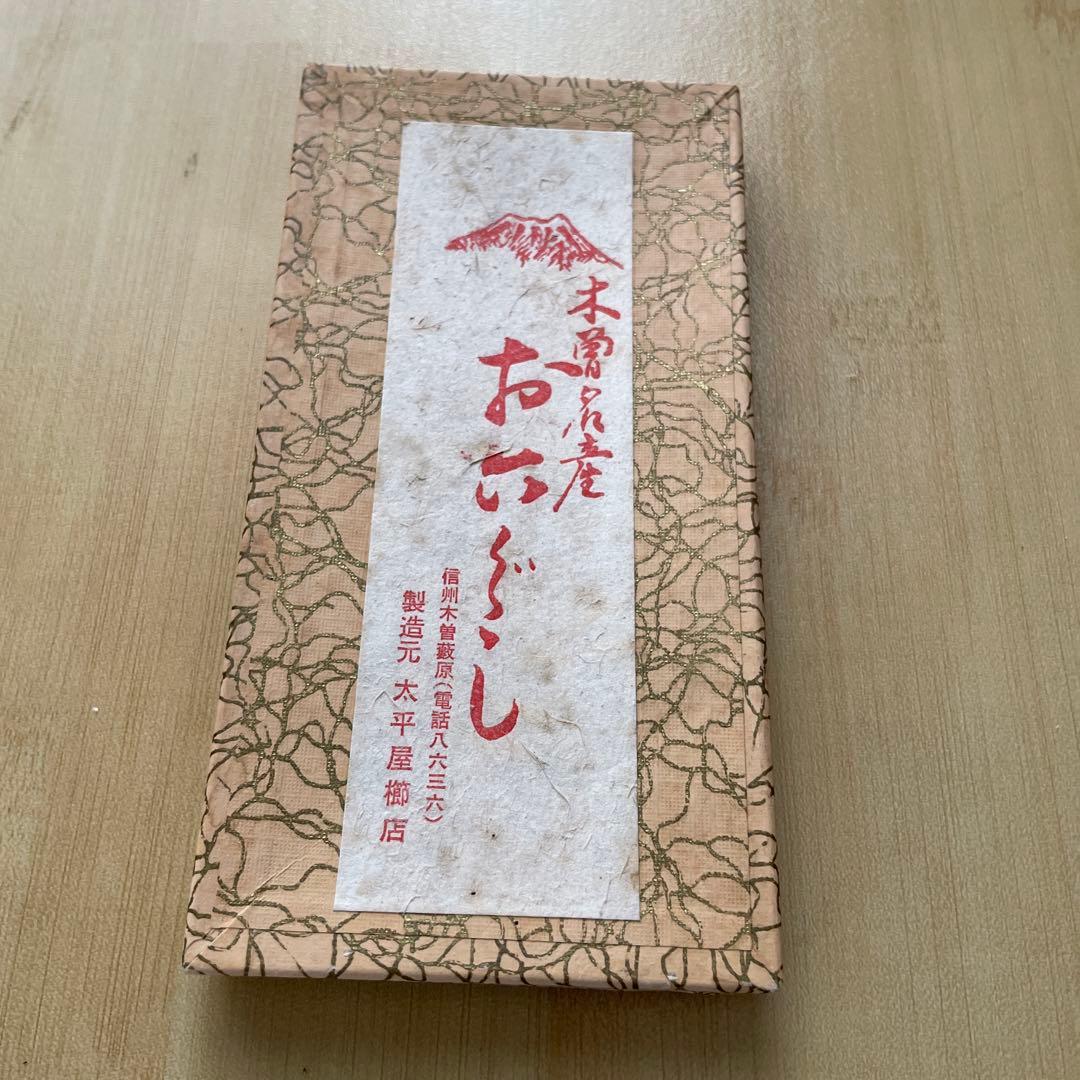 木曽名産
お六ぐし
信州木曽藪原(電話八六三六)
製造元 太平屋櫛店